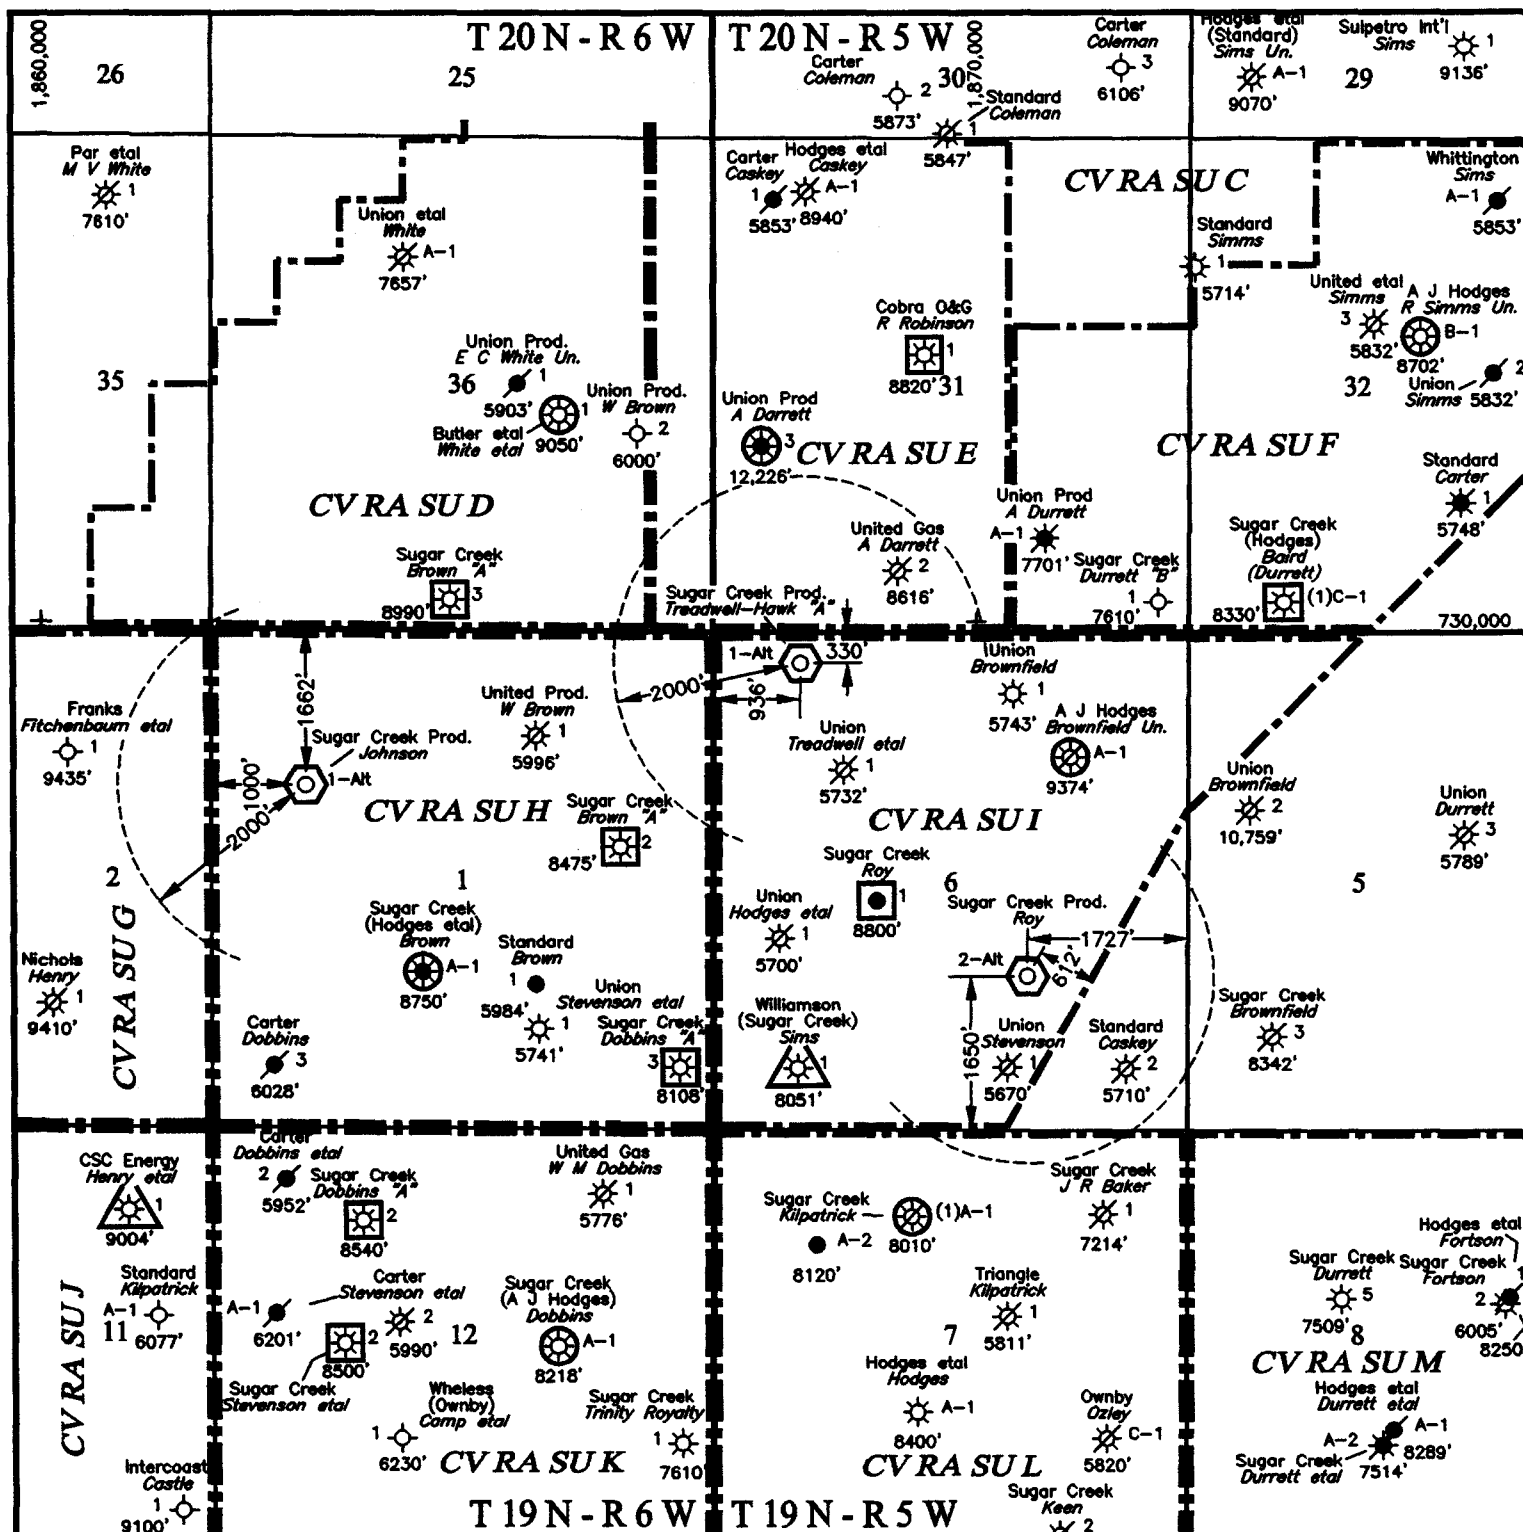 T 20 N - R 6 W
T 20 N - R 5 W
1,860,000
1,870,000
26
25
30
29
Carter
Coleman
2
5873'
Carter
Coleman
3
6106'
Standard
Coleman
1
5847'
Hodges etal
(Standard)
Sims Un.
A-1
9070'
Sulpetro Int'l
Sims
1
9136'
Par etal
M V White
1
7610'
Union etal
White
A-1
7657'
Carter
Caskey
1
5853'
Hodges etal
Caskey
A-1
8940'
CV RA SU C
Whittington
Sims
A-1
5853'
Standard
Simms
1
5714'
United etal
Simms
3
5832'
A J Hodges
R Simms Un.
B-1
8702'
Union
Simms
2
5832'
32
35
Union Prod.
E C White Un.
36
1
5903'
Butler etal
White etal
1
9050'
Union Prod.
W Brown
2
6000'
Cobra O&G
R Robinson
1
8820'
31
Union Prod
A Darrett
3
12,226'
CV RA SU E
CV RA SU F
CV RA SU D
Union Prod
A Durrett
A-1
7701'
United Gas
A Darrett
2
8616'
Sugar Creek
Durrett "B"
1
7610'
Sugar Creek
(Hodges)
Baird
(Durrett)
(1)C-1
8330'
Standard
Carter
1
5748'
Sugar Creek
Brown "A"
3
8990'
Sugar Creek Prod.
Treadwell-Hawk "A"
1-Alt
330'
936'
2000'
730,000
Franks
Fitchenbaum etal
1
9435'
1662'
Sugar Creek Prod.
Johnson
1-Alt
1000'
2000'
United Prod.
W Brown
1
5996'
CV RA SU H
Sugar Creek
Brown "A"
2
8475'
Union
Brownfield
1
5743'
A J Hodges
Brownfield Un.
A-1
9374'
Union
Treadwell etal
1
5732'
CV RA SU I
Union
Brownfield
2
10,759'
Union
Durrett
3
5789'
2
1
6
5
CV RA SU G
Sugar Creek
(Hodges etal)
Brown
A-1
8750'
Standard
Brown
1
5984'
Union
Stevenson etal
1
5741'
Sugar Creek
Dobbins "A"
3
8108'
Nichols
Henry
1
9410'
Carter
Dobbins
3
6028'
Sugar Creek
Roy
1
8800'
Union
Hodges etal
1
5700'
Sugar Creek Prod.
Roy
2-Alt
1727'
612'
1650'
Williamson
(Sugar Creek)
Sims
1
8051'
Union
Stevenson
1
5670'
Standard
Caskey
2
5710'
Sugar Creek
Brownfield
3
8342'
CSC Energy
Henry etal
1
9004'
Carter
Dobbins etal
2
5952'
Sugar Creek
Dobbins "A"
2
8540'
United Gas
W M Dobbins
1
5776'
Sugar Creek
Kilpatrick
(1)A-1
8010'
A-2
8120'
Sugar Creek
J R Baker
1
7214'
Standard
Kilpatrick
A-1
11
6077'
Carter
Stevenson etal
A-1
6201'
2
5990'
12
2
8500'
Sugar Creek
Stevenson etal
Sugar Creek
(A J Hodges)
Dobbins
A-1
8218'
Triangle
Kilpatrick
1
5811'
7
Sugar Creek
Durrett
5
7509'
8
Hodges etal
Fortson
1
Sugar Creek
Fortson
2
6005'
8250
CV RA SU M
CV RA SU J
Wheless
(Ownby)
Camp etal
1
6230'
Sugar Creek
Trinity Royalty
1
7610'
Hodges etal
Hodges
A-1
8400'
Ownby
Ozley
C-1
5820'
Hodges etal
Durrett etal
A-1
8289'
A-2
Sugar Creek
Durrett etal
7514'
CV RA SU K
CV RA SU L
Intercoast
Castle
1
9100'
Sugar Creek
Keen
2
T 19 N - R 6 W
T 19 N - R 5 W